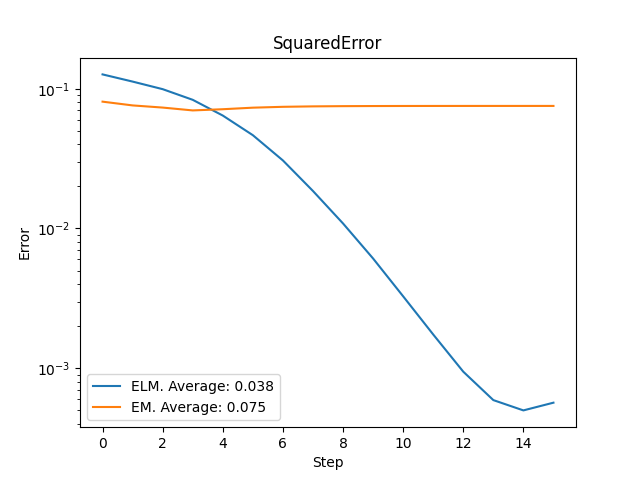 SquaredError
10⁻¹
10⁻²
10⁻³
Error
ELM. Average: 0.038
EM. Average: 0.075
0 2 4 6 8 10 12 14
Step